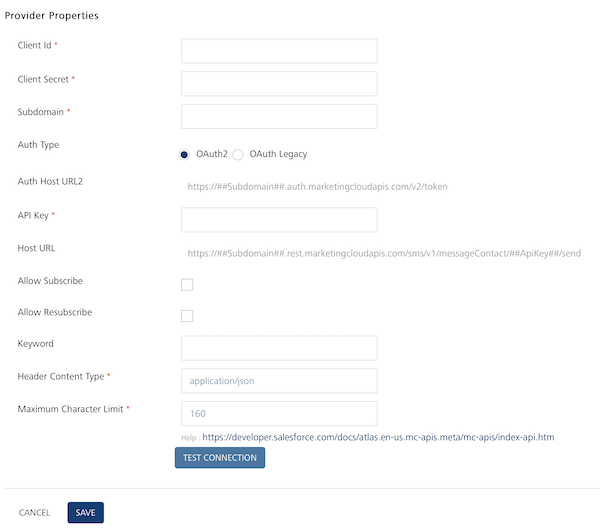 Provider Properties
Client Id *
Client Secret *
Subdomain *
Auth Type OAuth2 OAuth Legacy
Auth Host URL2 https://##Subdomain##.auth.marketingcloudapis.com/v2/token
API Key *
Host URL https://##Subdomain##.rest.marketingcloudapis.com/sms/v1/messageContact/##ApiKey##/send
Allow Subscribe
Allow Resubscribe
Keyword
Header Content Type * application/json
Maximum Character Limit * 160
Help : https://developer.salesforce.com/docs/atlas.en-us.mc-apis.meta/mc-apis/index-api.htm
TEST CONNECTION
CANCEL SAVE